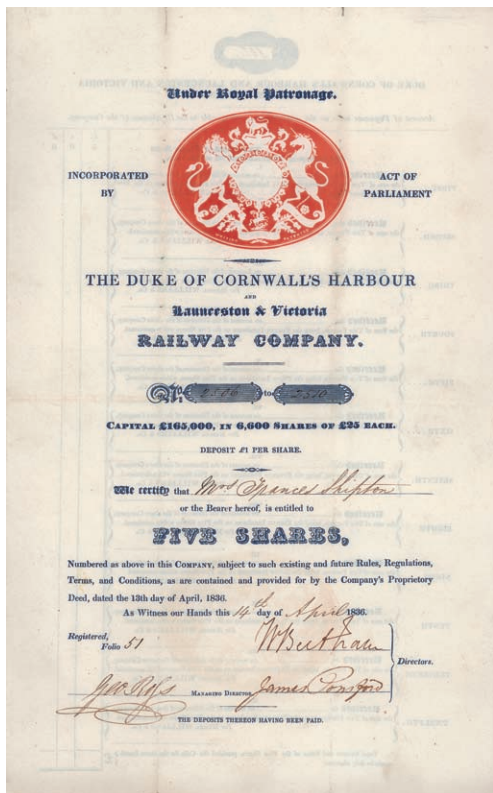 Under Royal Patronage.
INCORPORATED BY
ACT OF PARLIAMENT
THE DUKE OF CORNWALL'S HARBOUR
AND
Launceston & Victoria
RAILWAY COMPANY.
No. 2506 to 2510
CAPITAL £165,000, IN 6,600 SHARES OF £25 EACH.
DEPOSIT £1 PER SHARE.
We certify that Mrs Frances Shipton
or the Bearer hereof, is entitled to
FIVE SHARES,
Numbered as above in this COMPANY, subject to such existing and future Rules, Regulations,
Terms, and Conditions, as are contained and provided for by the Company's Proprietary
Deed, dated the 13th day of April, 1836.
As Witness our Hands this 14th day of April 1836.
Registered,
Folio 51
Directors.
MANAGING DIRECTOR. James Ponsford
THE DEPOSITS THEREON HAVING BEEN PAID.